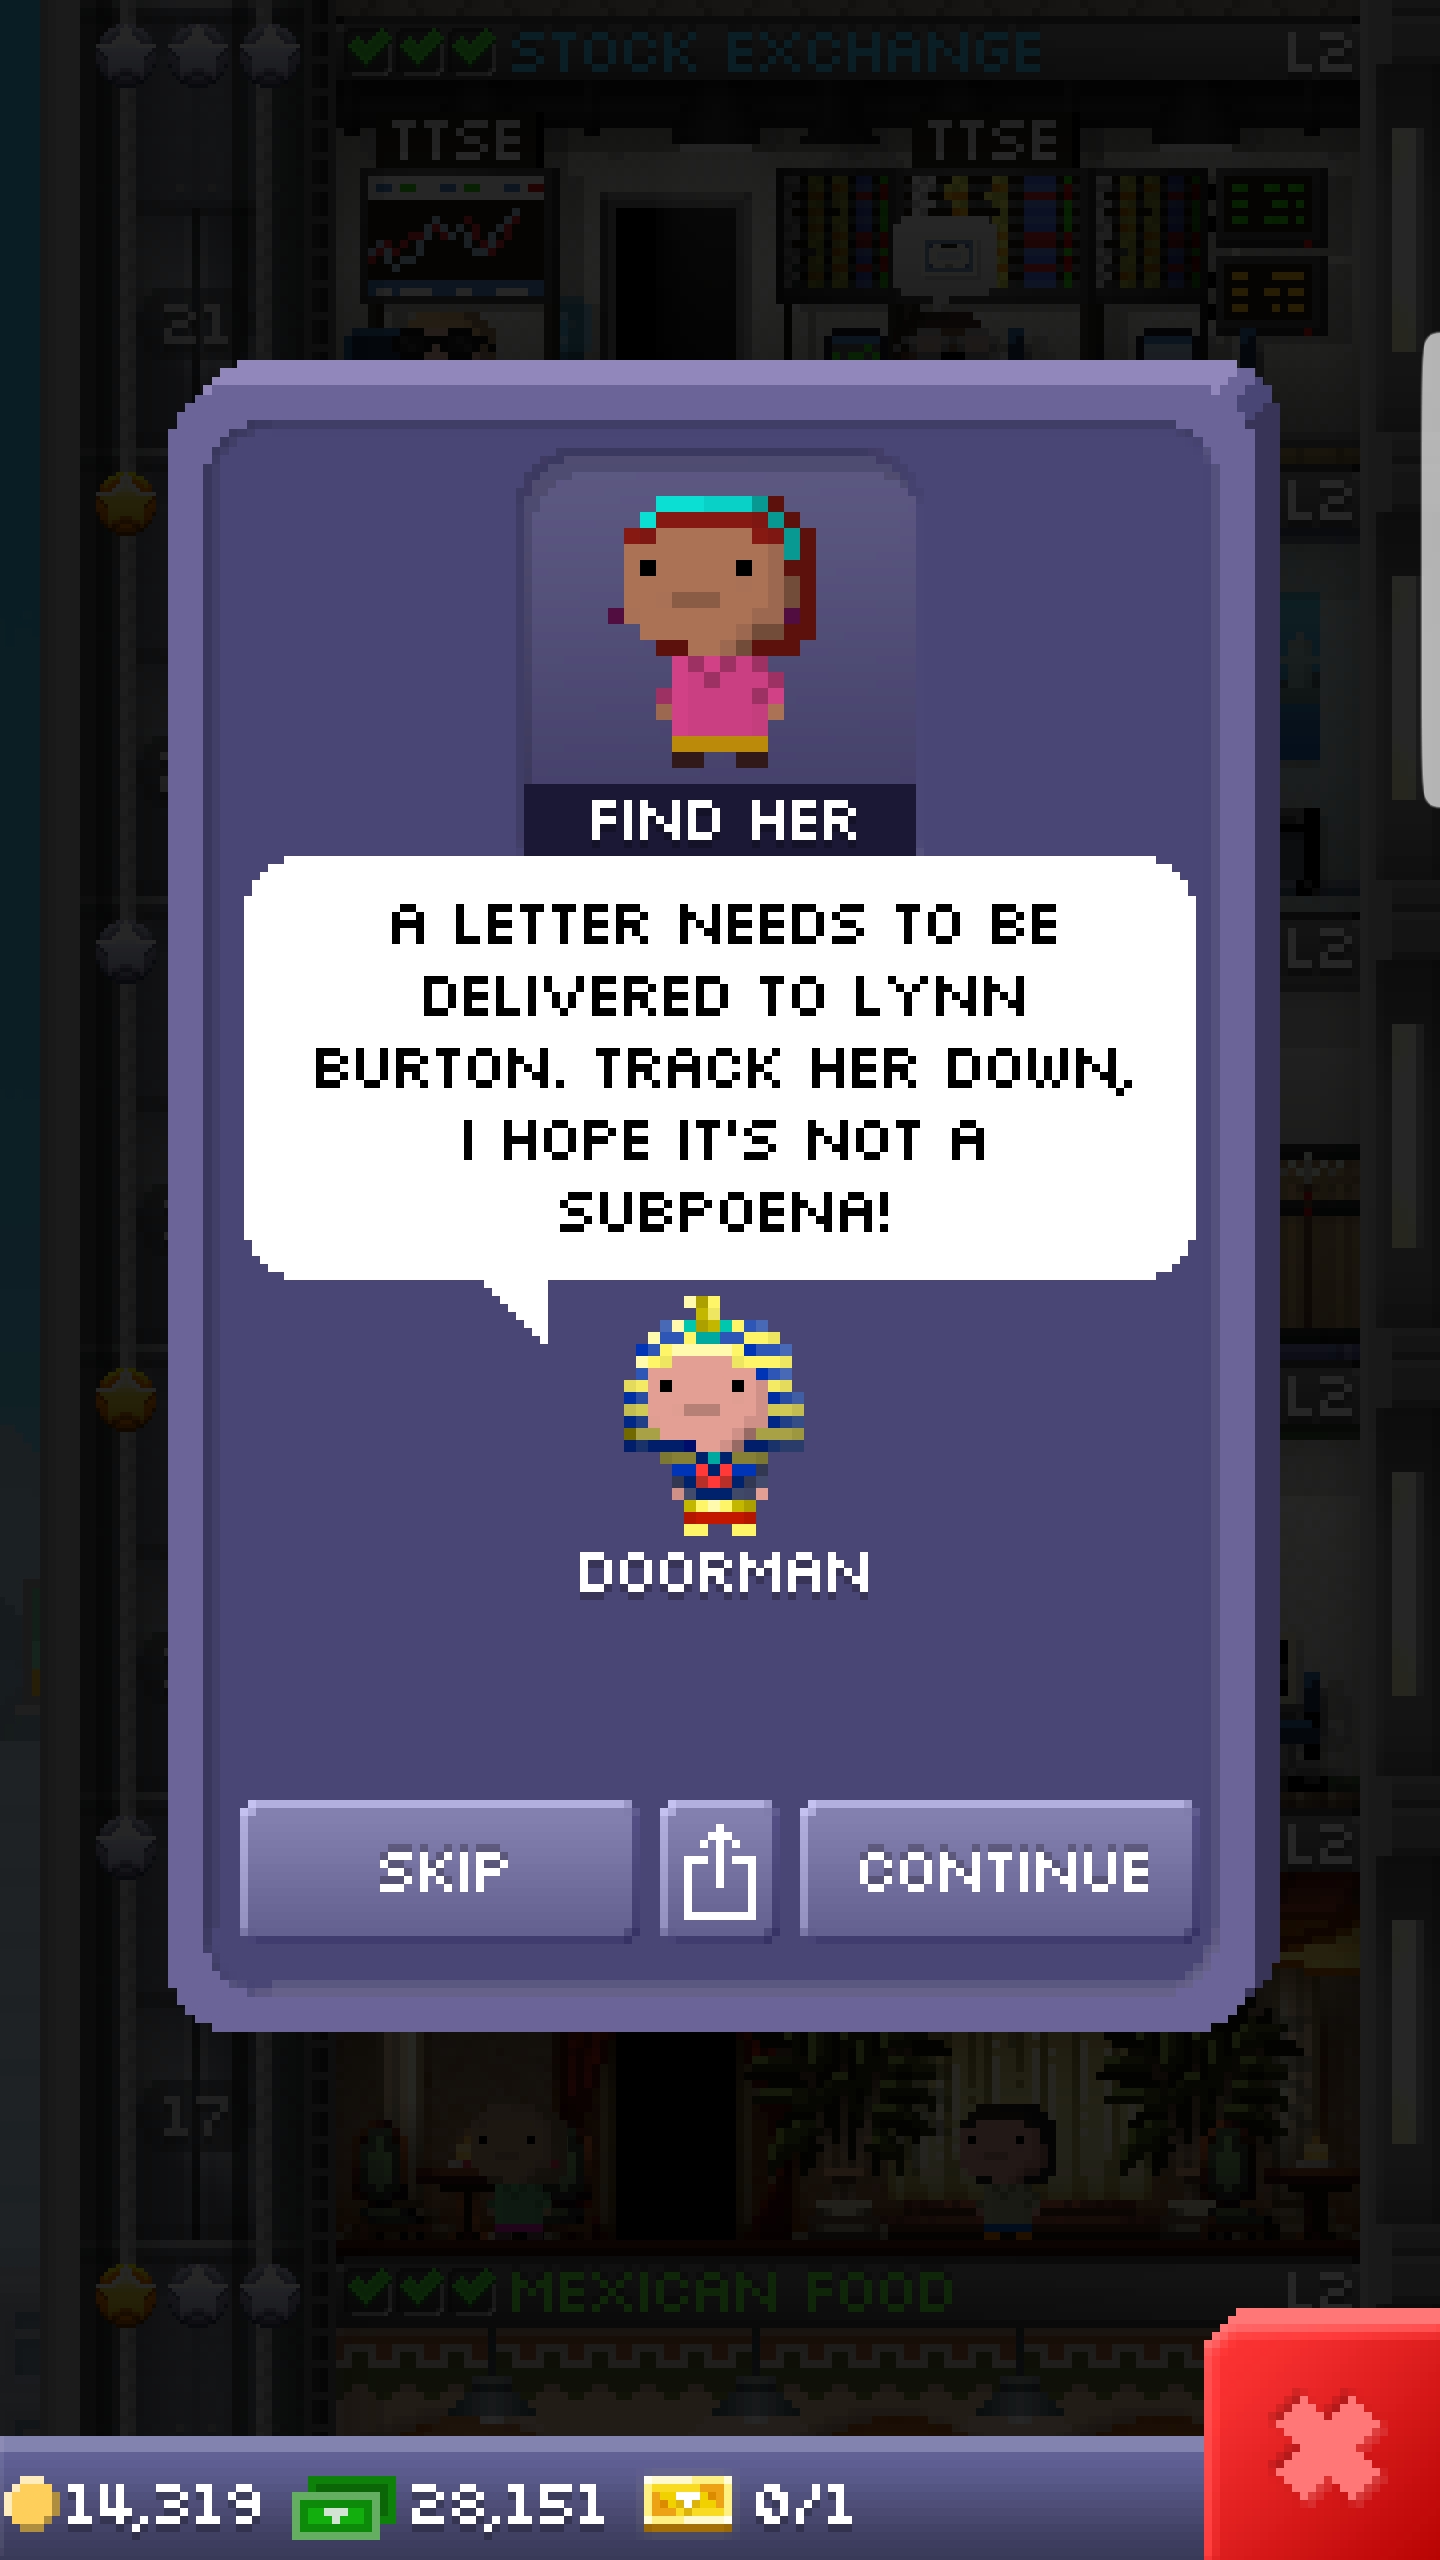 STOCK EXCHANGE L2
TTSE TTSE
21
L2
FIND HER
A LETTER NEEDS TO BE
DELIVERED TO LYNN
BURTON. TRACK HER DOWN,
I HOPE IT'S NOT A
SUBPOENA!
L2
L2
DOORMAN
SKIP CONTINUE
L2
17
MEXICAN FOOD L2
14,319 28,151 0/1